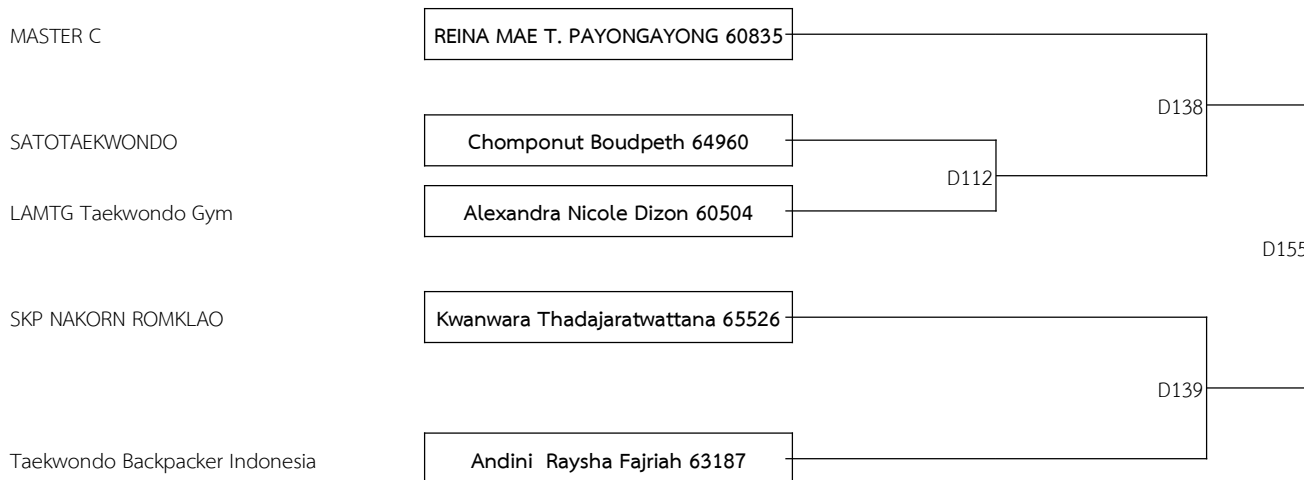 MASTER C
REINA MAE T. PAYONGAYONG 60835
D138
SATOTAEKWONDO
Chomponut Boudpeth 64960
D112
LAMTG Taekwondo Gym
Alexandra Nicole Dizon 60504
D155
SKP NAKORN ROMKLAO
Kwanwara Thadajaratwattana 65526
D139
Taekwondo Backpacker Indonesia
Andini  Raysha Fajriah 63187